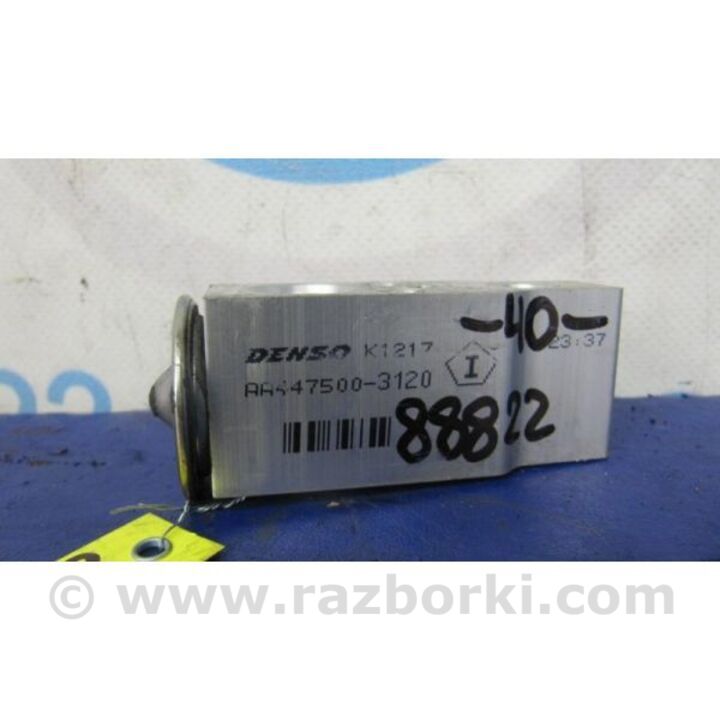 -40-
DENSO K1217 23:37
AA447500-3120 I
88822
© www.razborki.com